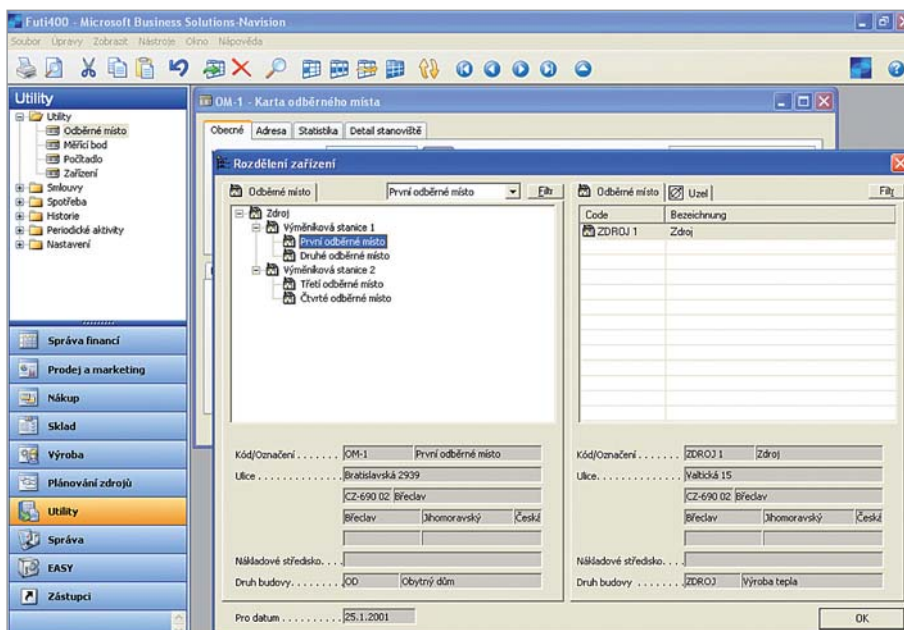 Futi400 - Microsoft Business Solutions-Navision
Soubor Úpravy Zobrazit Nástroje Okno Nápověda
Utility
Utility
Odběrné místo
Měřící bod
Počítadlo
Zařízení
Smlouvy
Spotřeba
Historie
Periodické aktivity
Nastavení
Správa financí
Prodej a marketing
Nákup
Sklad
Výroba
Plánování zdrojů
Utility
Správa
EASY
Zástupci
OM-1 - Karta odběrného místa
Obecné Adresa Statistika Detail stanoviště
Rozdělení zařízení
Odběrné místo První odběrné místo Filtr
Zdroj
Výměníková stanice 1
První odběrné místo
Druhé odběrné místo
Výměníková stanice 2
Třetí odběrné místo
Čtvrté odběrné místo
Kód/Označení . . . . . . OM-1 První odběrné místo
Ulice . . . . . . . . . . . . . Bratislavská 2939
CZ-690 02 Břeclav
Břeclav Jihomoravský Česká
Nákladové středisko. . . .
Druh budovy. . . . . . . . OD Obytný dům
Pro datum . . . . . . . . . . 25.1.2001
Odběrné místo Uzel Filtr
Code Bezeichnung
ZDROJ 1 Zdroj
Kód/Označení . . . . . . . ZDROJ 1 Zdroj
Ulice. . . . . . . . . . . . . . Valtická 15
CZ-690 02 Břeclav
Břeclav Jihomoravský Česká
Nákladové středisko. . . .
Druh budovy . . . . . . . . ZDROJ Výroba tepla
OK